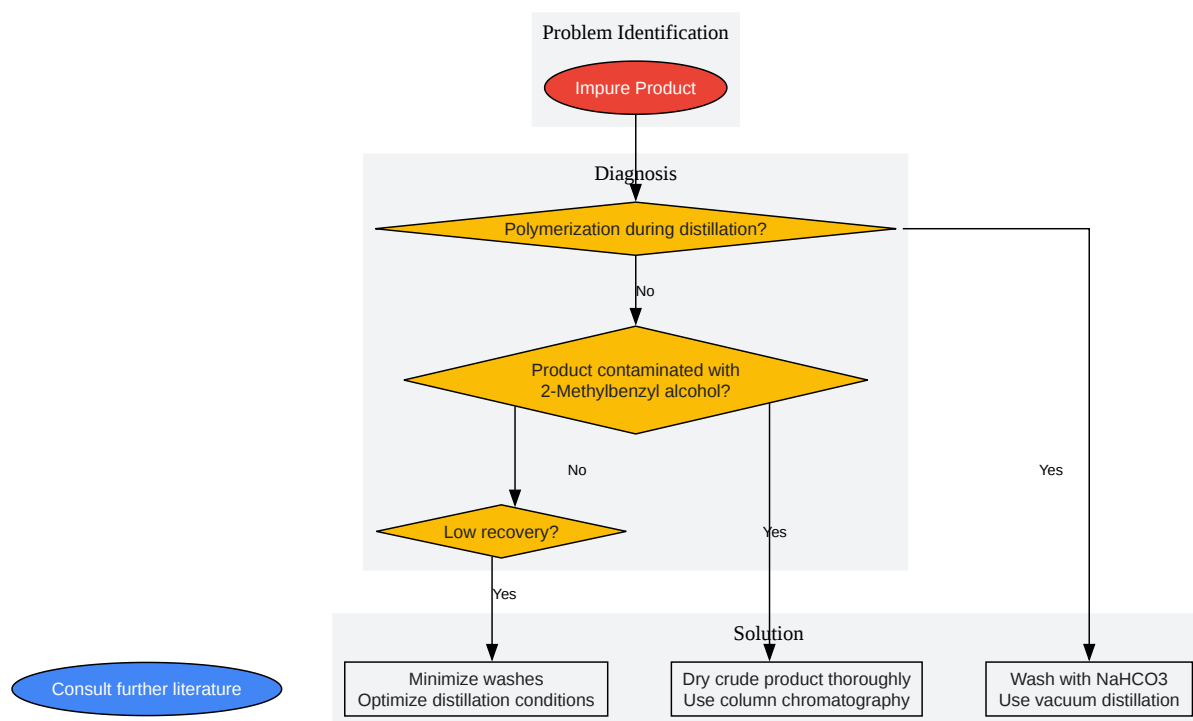 Problem Identification
Impure Product
Diagnosis
Polymerization during distillation?
No
Product contaminated with
2-Methylbenzyl alcohol?
No
Yes
Low recovery?
Yes
Yes
Solution
Consult further literature
Minimize washes
Optimize distillation conditions
Dry crude product thoroughly
Use column chromatography
Wash with NaHCO3
Use vacuum distillation